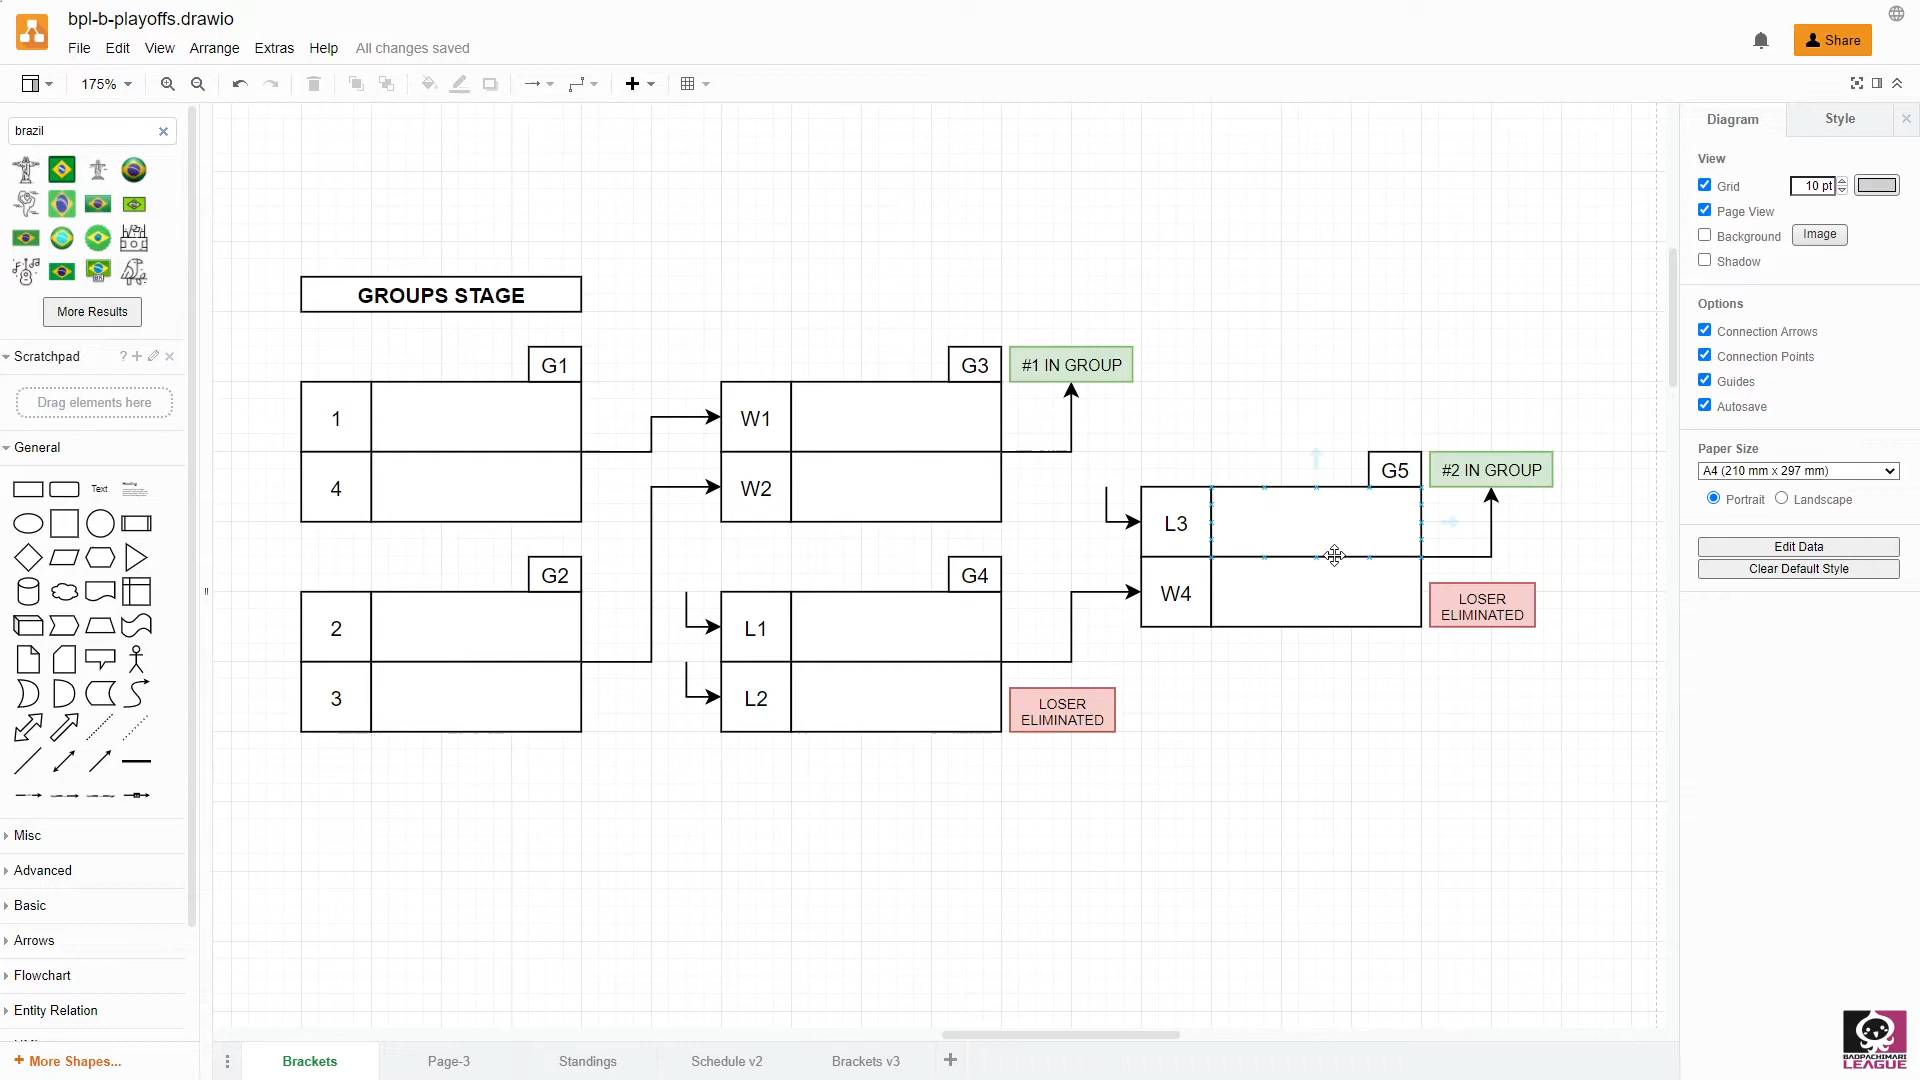 bpl-b-playoffs.drawio
File Edit View Arrange Extras Help All changes saved
Share
175%
brazil
More Results
Scratchpad
?
Drag elements here
General
Text
Misc
Advanced
Basic
Arrows
Flowchart
Entity Relation
+ More Shapes...
GROUPS STAGE
G1
1
4
G2
2
3
G3
#1 IN GROUP
W1
W2
G4
L1
L2
LOSER
ELIMINATED
G5
#2 IN GROUP
L3
W4
LOSER
ELIMINATED
Diagram Style
View
Grid 10 pt
Page View
Background Image
Shadow
Options
Connection Arrows
Connection Points
Guides
Autosave
Paper Size
A4 (210 mm x 297 mm)
Portrait Landscape
Edit Data
Clear Default Style
Brackets Page-3 Standings Schedule v2 Brackets v3
BADPACHIMARI
LEAGUE